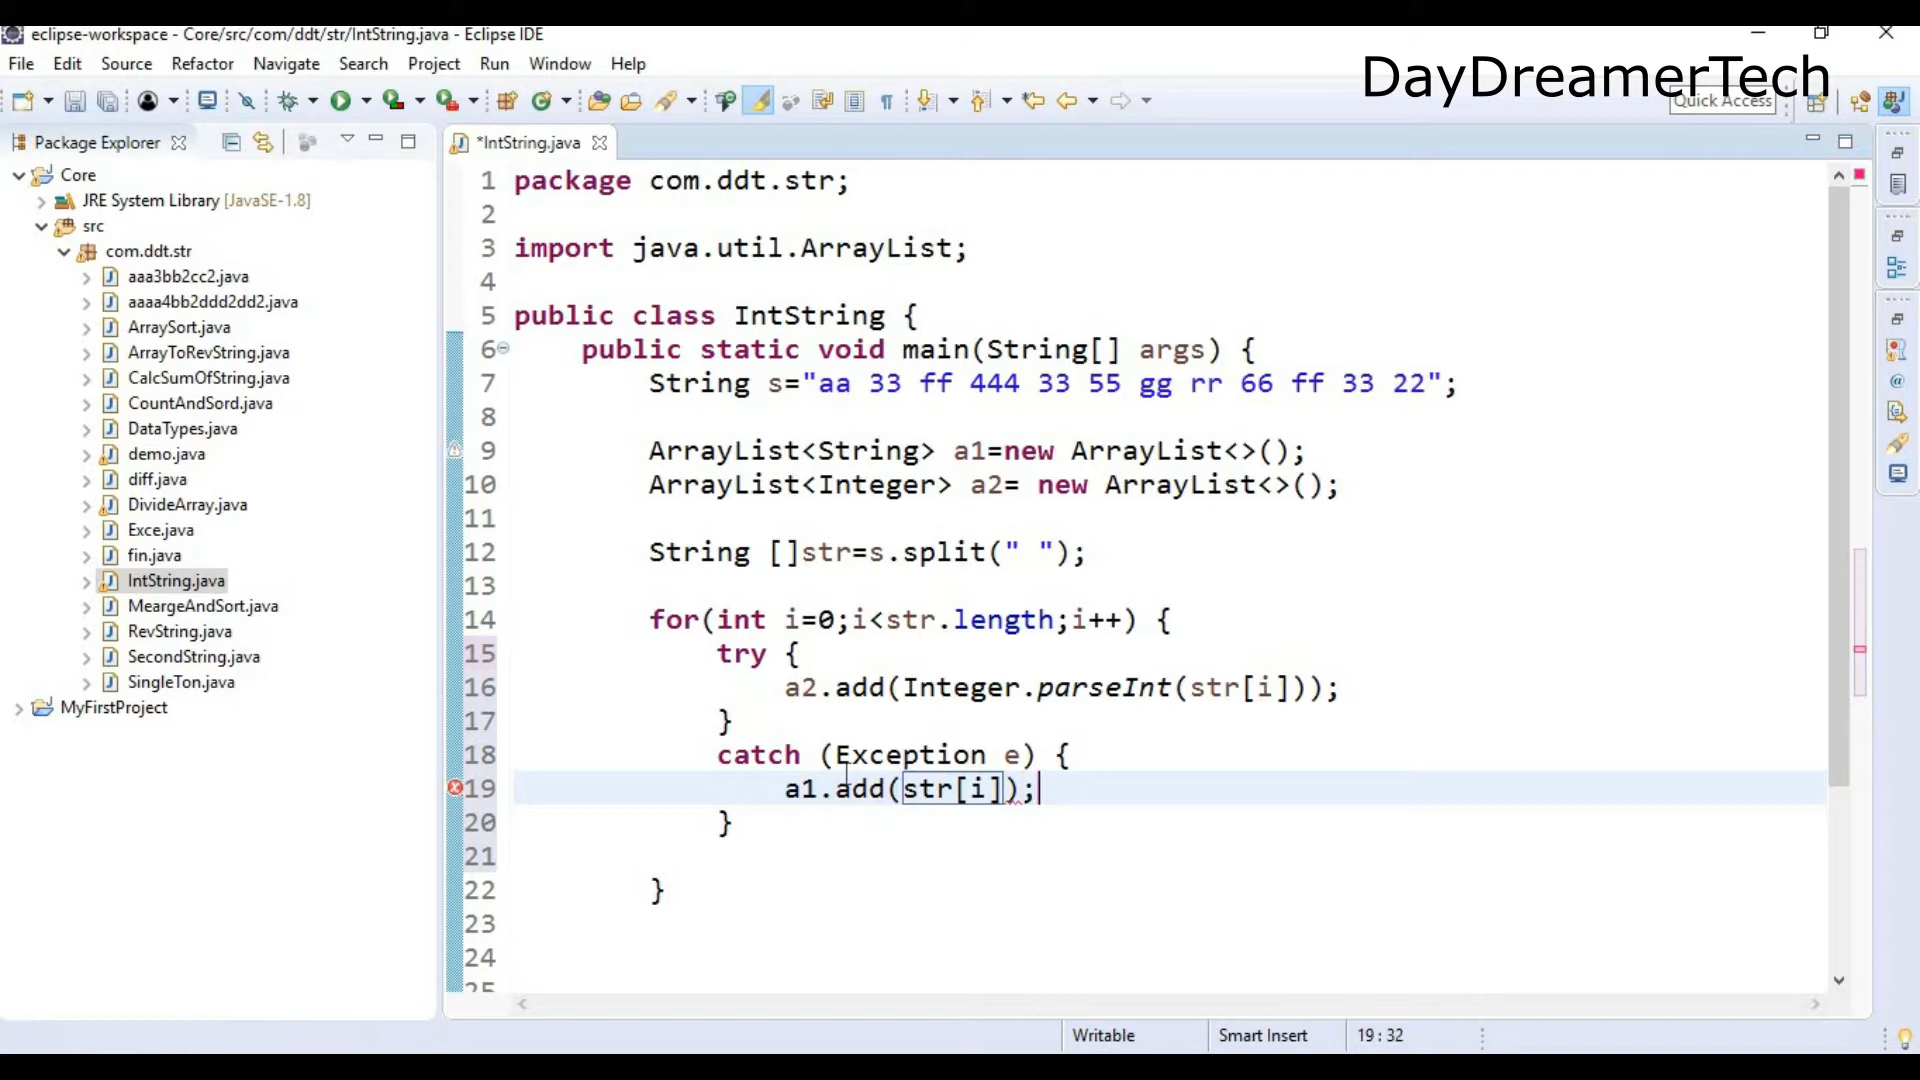 eclipse-workspace - Core/src/com/ddt/str/IntString.java - Eclipse IDE
File Edit Source Refactor Navigate Search Project Run Window Help
DayDreamerTech
Quick Access
Package Explorer
Core
JRE System Library [JavaSE-1.8]
src
com.ddt.str
aaa3bb2cc2.java
aaaa4bb2ddd2dd2.java
ArraySort.java
ArrayToRevString.java
CalcSumOfString.java
CountAndSord.java
DataTypes.java
demo.java
diff.java
DivideArray.java
Exce.java
fin.java
IntString.java
MeargeAndSort.java
RevString.java
SecondString.java
SingleTon.java
MyFirstProject
*IntString.java
1 package com.ddt.str;
2
3 import java.util.ArrayList;
4
5 public class IntString {
6 public static void main(String[] args) {
7 String s="aa 33 ff 444 33 55 gg rr 66 ff 33 22";
8
9 ArrayList<String> a1=new ArrayList<>();
10 ArrayList<Integer> a2= new ArrayList<>();
11
12 String []str=s.split(" ");
13
14 for(int i=0;i<str.length;i++) {
15 try {
16 a2.add(Integer.parseInt(str[i]));
17 }
18 catch (Exception e) {
19 a1.add(str[i]);
20 }
21
22 }
23
24
25
Writable Smart Insert 19 : 32